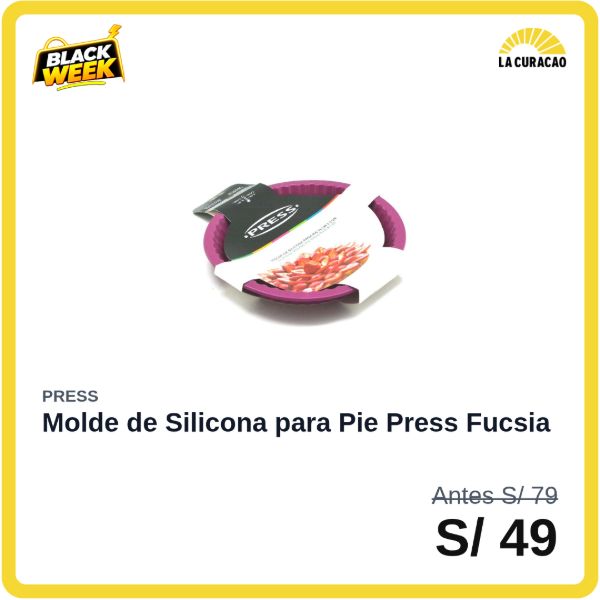 BLACK
WEEK
LA CURACAO
PRESS
PRESS
Molde de Silicona para Pie Press Fucsia
Antes S/ 79
S/ 49